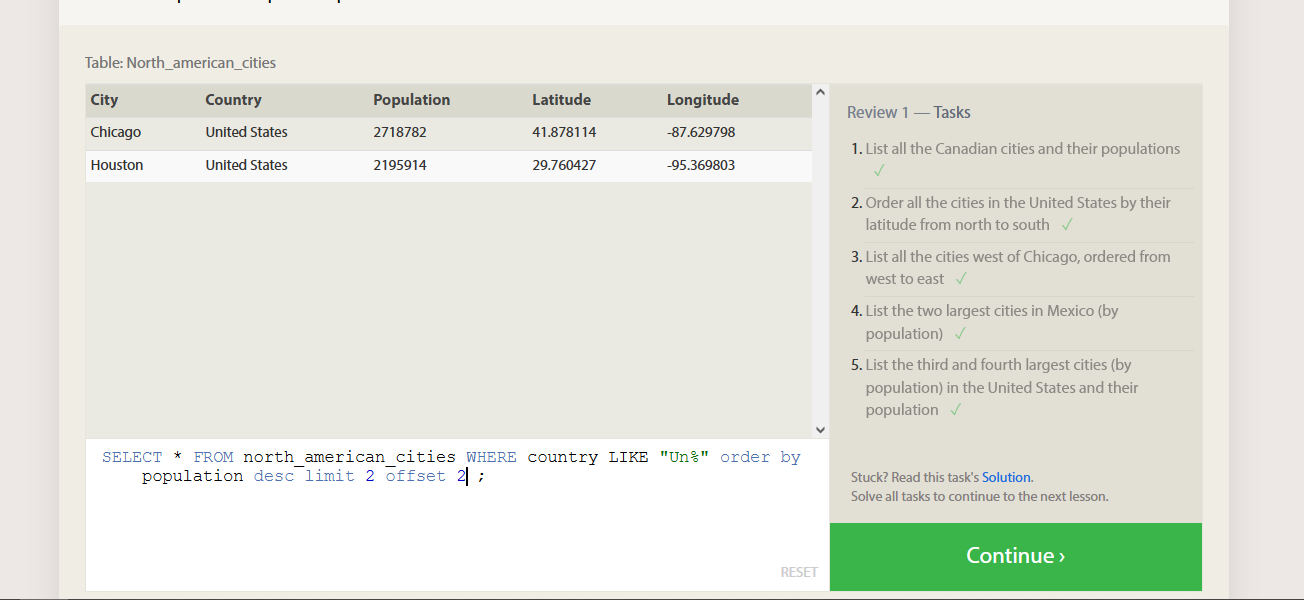 Table: North_american_cities
City Country Population Latitude Longitude
Chicago United States 2718782 41.878114 -87.629798
Houston United States 2195914 29.760427 -95.369803
SELECT * FROM north_american_cities WHERE country LIKE "Un%" order by
population desc limit 2 offset 2 ;
RESET
Review 1 — Tasks
1. List all the Canadian cities and their populations
✓
2. Order all the cities in the United States by their
latitude from north to south ✓
3. List all the cities west of Chicago, ordered from
west to east ✓
4. List the two largest cities in Mexico (by
population) ✓
5. List the third and fourth largest cities (by
population) in the United States and their
population ✓
Stuck? Read this task's Solution.
Solve all tasks to continue to the next lesson.
Continue ›